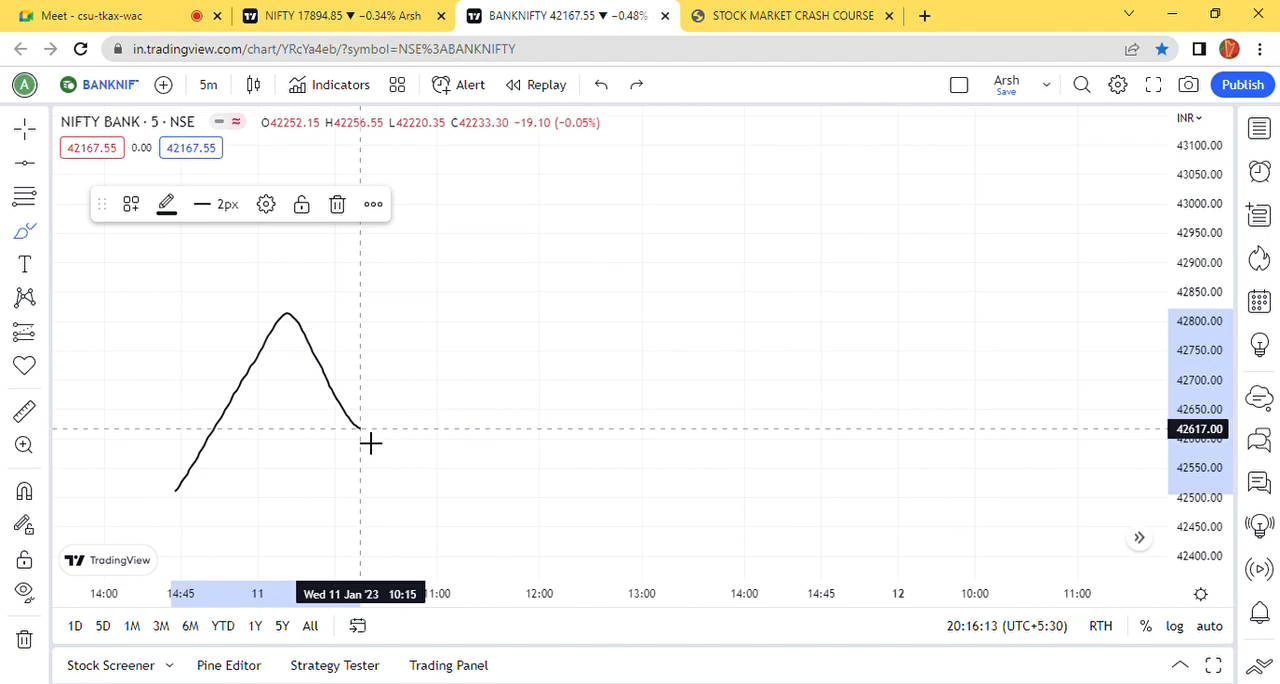 Meet - csu-tkax-wac
NIFTY 17894.85 ▼ −0.34% Arsh
BANKNIFTY 42167.55 ▼ −0.48%
STOCK MARKET CRASH COURSE
in.tradingview.com/chart/YRcYa4eb/?symbol=NSE%3ABANKNIFTY
A
BANKNIF
5m
Indicators
Alert
Replay
Arsh
Save
Publish
NIFTY BANK · 5 · NSE
O42252.15 H42256.55 L42220.35 C42233.30 −19.10 (−0.05%)
INR
42167.55 0.00 42167.55
43100.00
43050.00
2px
43000.00
42950.00
42900.00
42850.00
42800.00
42750.00
42700.00
42650.00
42617.00
42600.00
42550.00
42500.00
42450.00
42400.00
TradingView
14:00 14:45 11 Wed 11 Jan '23 10:15 11:00 12:00 13:00 14:00 14:45 12 10:00 11:00
1D 5D 1M 3M 6M YTD 1Y 5Y All
20:16:13 (UTC+5:30) RTH % log auto
Stock Screener Pine Editor Strategy Tester Trading Panel